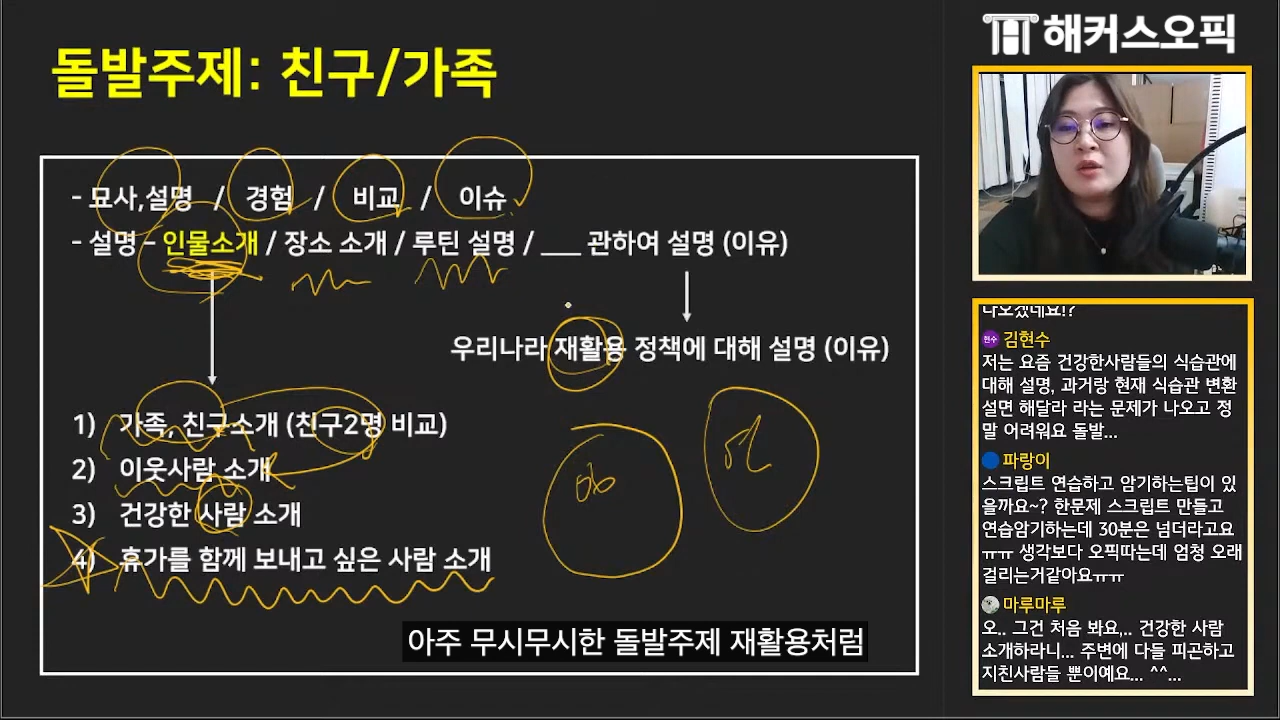 돌발주제: 친구/가족
- 묘사,설명 / 경험 / 비교 / 이슈
- 설명 – 인물소개 / 장소 소개 / 루틴 설명 / ___ 관하여 설명 (이유)
우리나라 재활용 정책에 대해 설명 (이유)
1) 가족, 친구소개 (친구2명 비교)
2) 이웃사람 소개
3) 건강한 사람 소개
4) 휴가를 함께 보내고 싶은 사람 소개
아주 무시무시한 돌발주제 재활용처럼
해커스오픽
나오겠네요!?
현수 김현수
저는 요즘 건강한사람들의 식습관에
대해 설명, 과거랑 현재 식습관 변환
설면 해달라 라는 문제가 나오고 정
말 어려워요 돌발...
파랑이
스크립트 연습하고 암기하는팁이 있
을까요~? 한문제 스크립트 만들고
연습암기하는데 30분은 넘더라고요
ㅠㅠ 생각보다 오픽따는데 엄청 오래
걸리는거같아요ㅠㅠ
마루마루
오.. 그건 처음 봐요,.. 건강한 사람
소개하라니... 주변에 다들 피곤하고
지친사람들 뿐이예요... ^^...